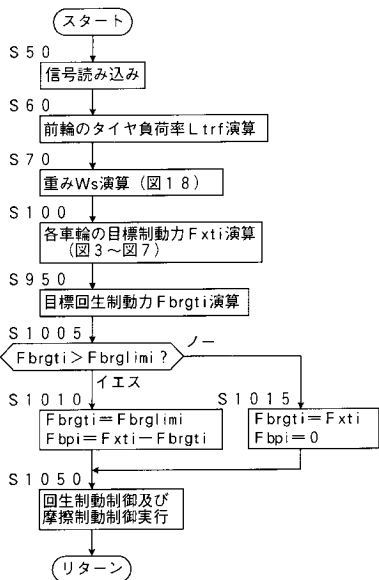 スタート
S50
信号読み込み
S60
前輪のタイヤ負荷率Ltrf演算
S70
重みWs演算(図18)
S100
各車輪の目標制動力Fxti演算
(図3~図7)
S950
目標回生制動力Fbrgti演算
S1005
Fbrgti>Fbrglimi?
ノー
イエス
S1010
Fbrgti=Fbrglimi
Fbpi=Fxti-Fbrgti
S1015
Fbrgti=Fxti
Fbpi=0
S1050
回生制動制御及び
摩擦制動制御実行
リターン